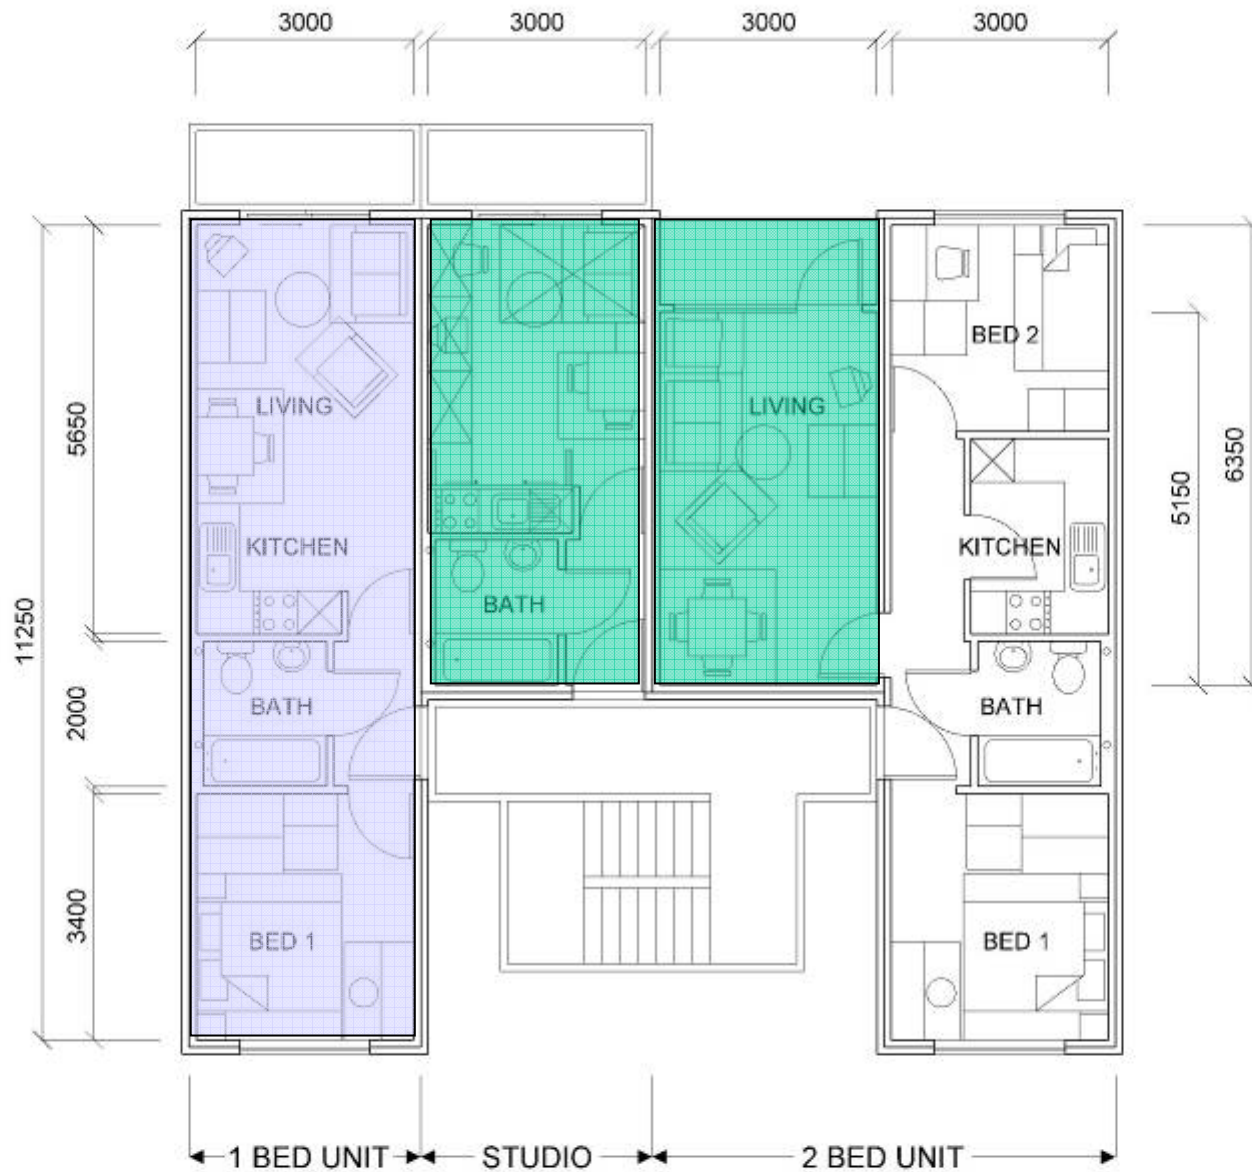 3000
3000
3000
3000
BED 2
LIVING
LIVING
5650
6350
5150
KITCHEN
KITCHEN
BATH
11250
BATH
BATH
2000
3400
BED 1
BED 1
1 BED UNIT
STUDIO
2 BED UNIT